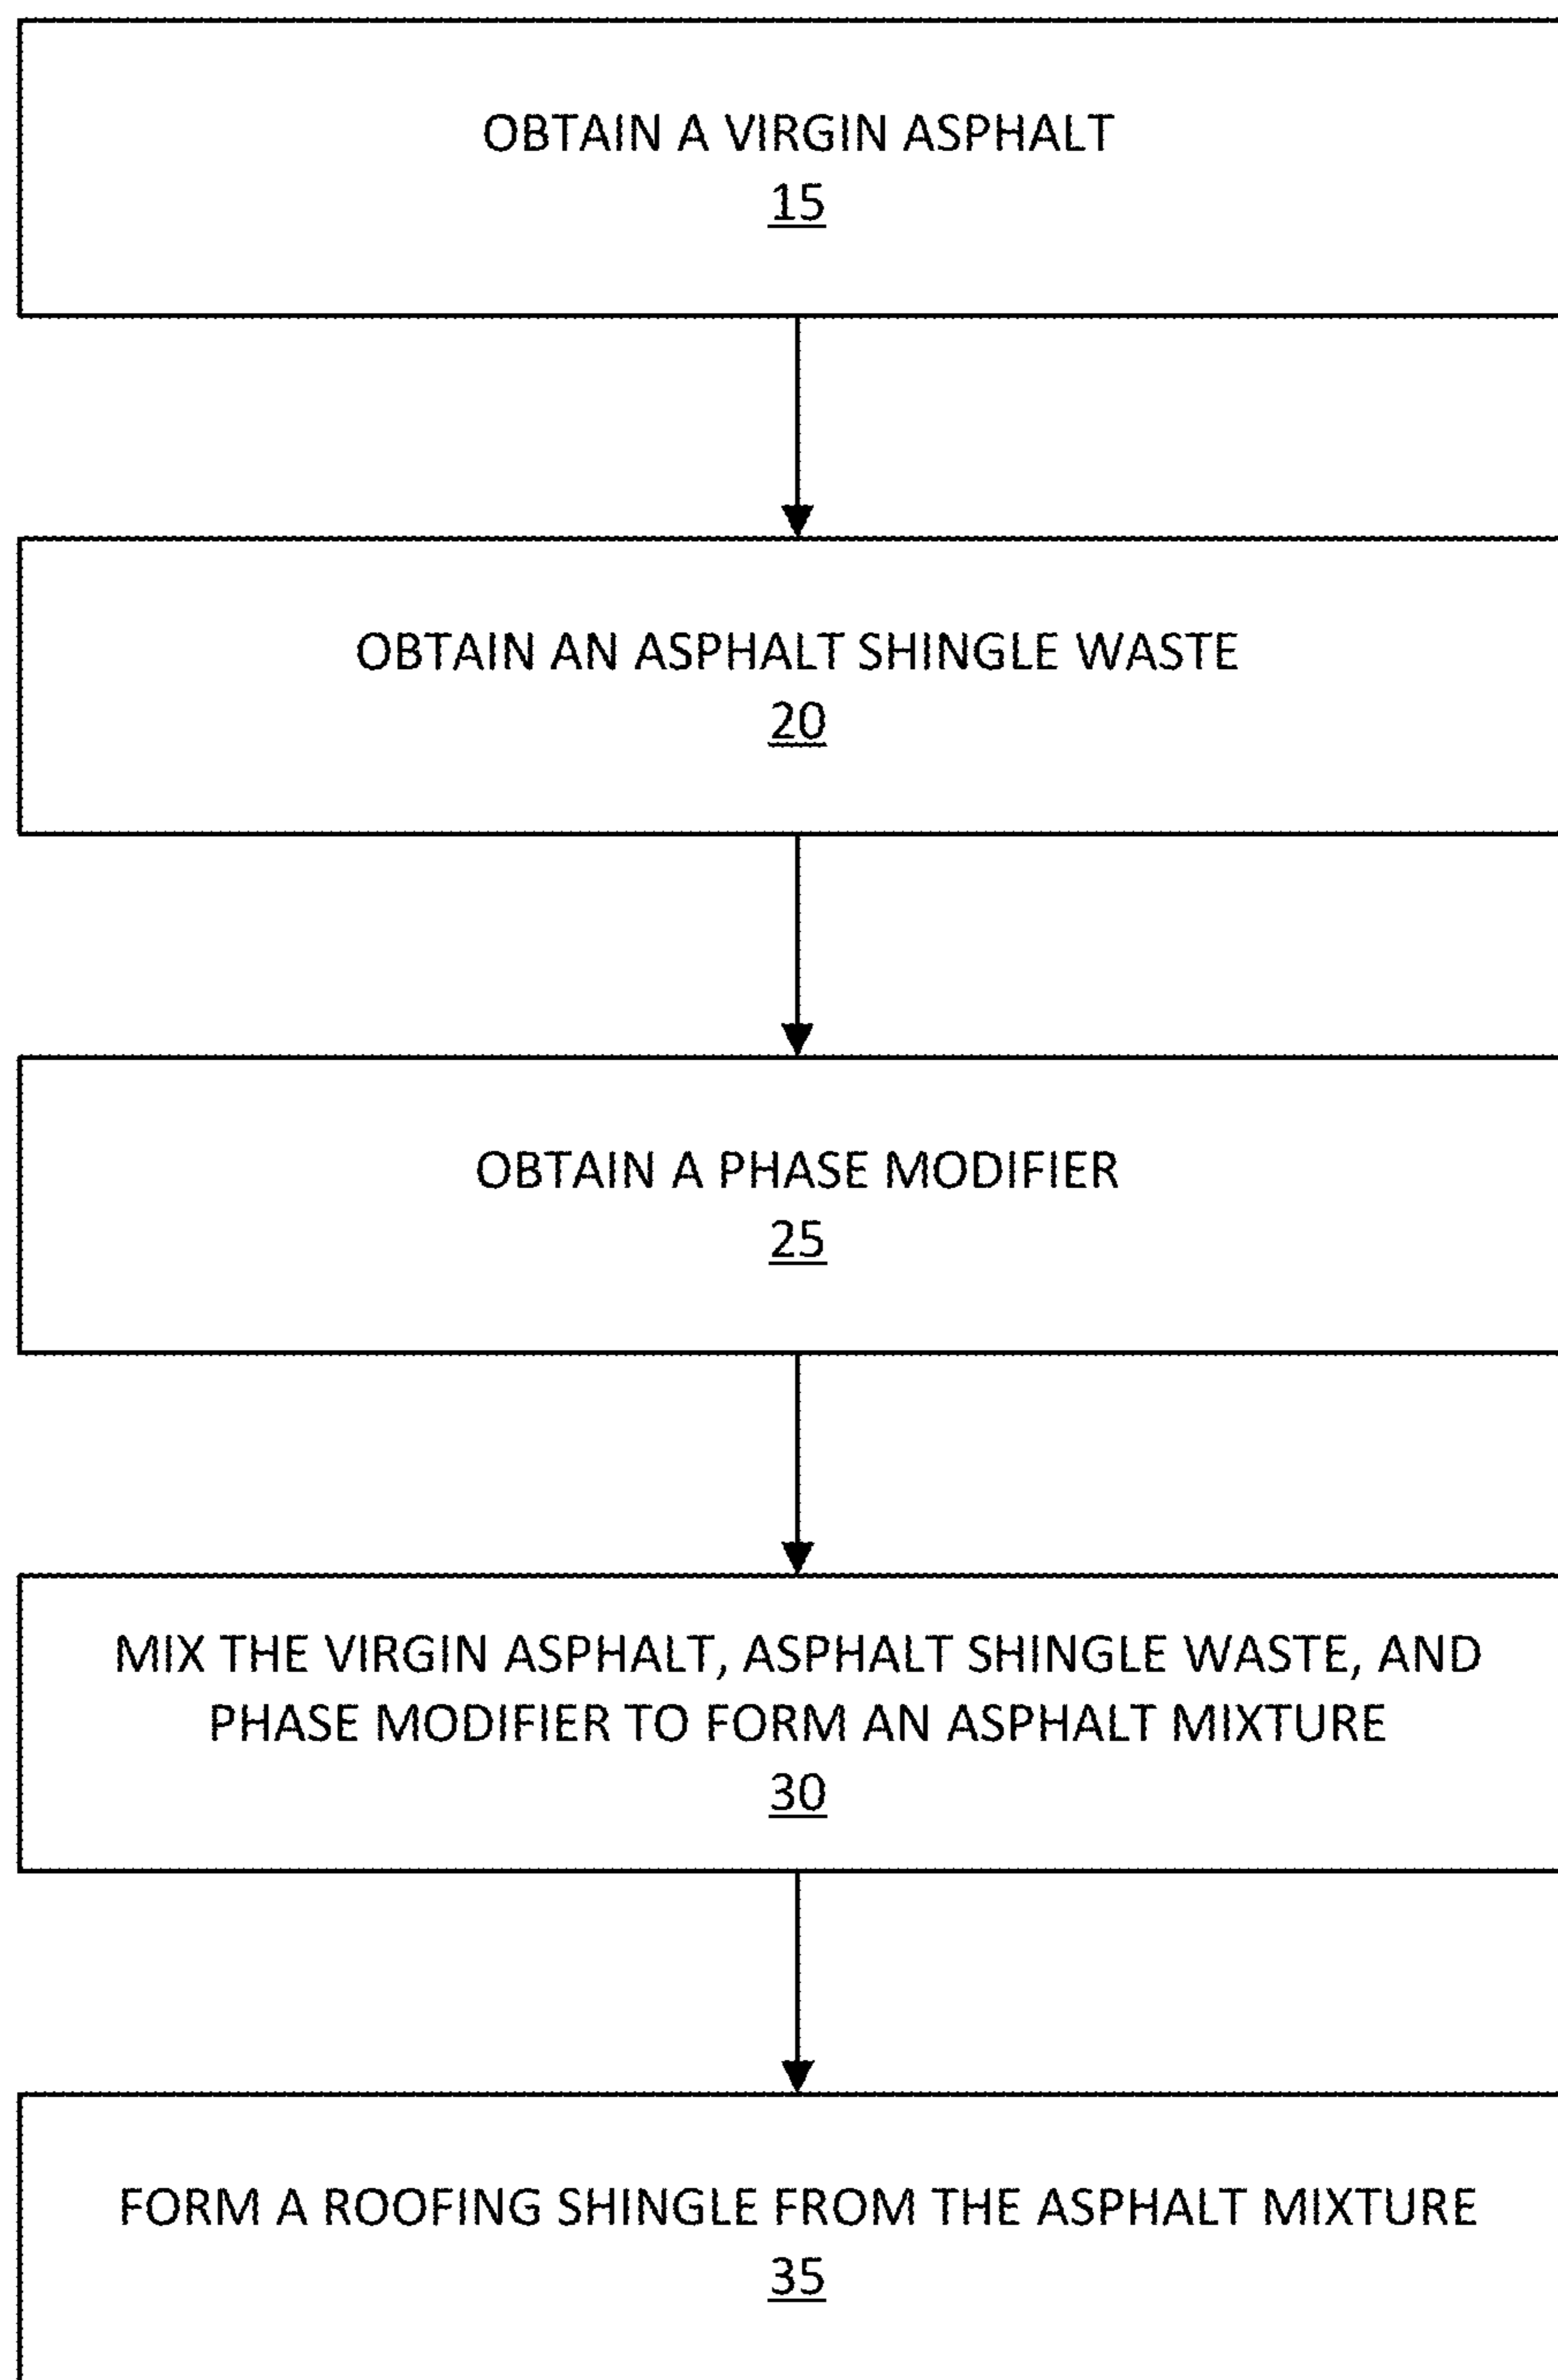 OBTAIN A VIRGIN ASPHALT
15
OBTAIN AN ASPHALT SHINGLE WASTE
20
OBTAIN A PHASE MODIFIER
25
MIX THE VIRGIN ASPHALT, ASPHALT SHINGLE WASTE, AND
PHASE MODIFIER TO FORM AN ASPHALT MIXTURE
30
FORM A ROOFING SHINGLE FROM THE ASPHALT MIXTURE
35